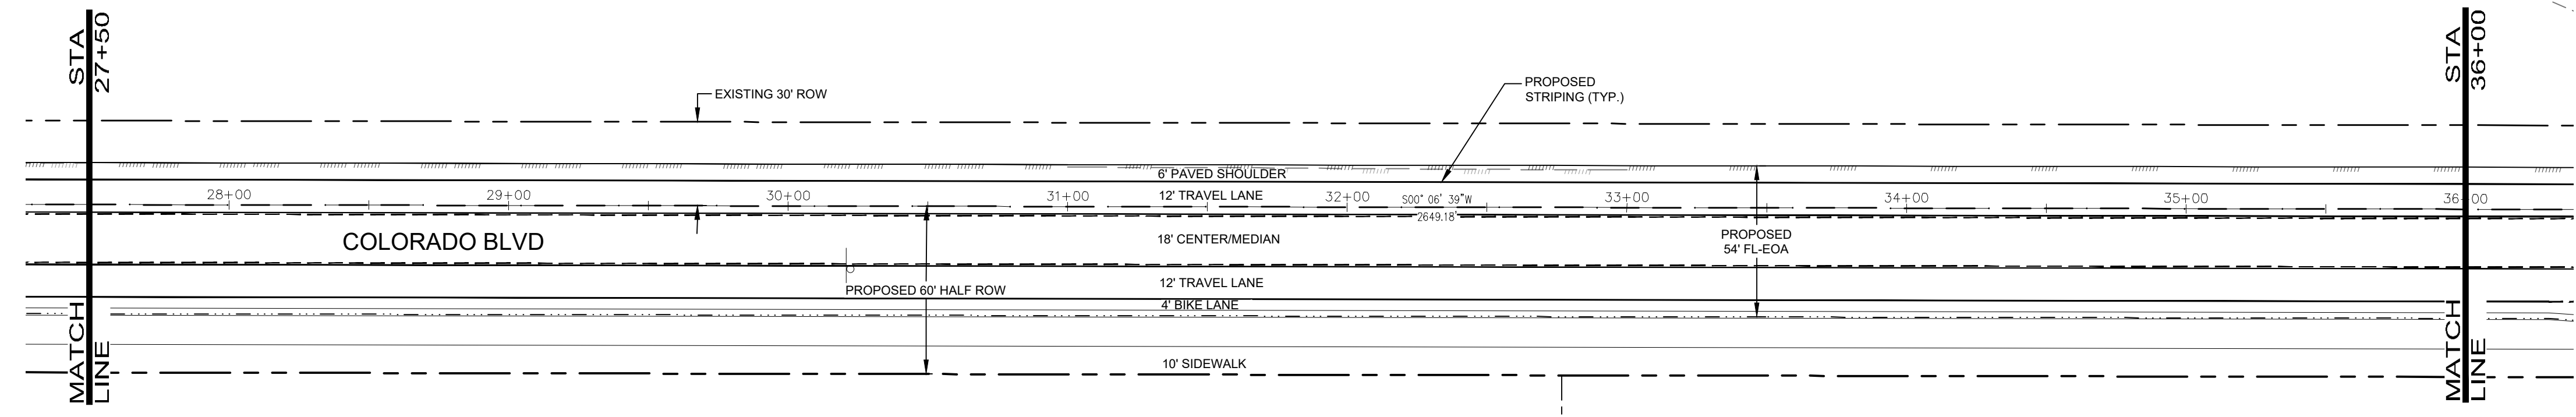 STA
27+50
STA
36+00
EXISTING 30' ROW
PROPOSED
STRIPING (TYP.)
6' PAVED SHOULDER
28+00
29+00
30+00
31+00
12' TRAVEL LANE
32+00
S00° 06' 39"W
2649.18'
33+00
34+00
35+00
36+00
COLORADO BLVD
18' CENTER/MEDIAN
PROPOSED
54' FL-EOA
12' TRAVEL LANE
PROPOSED 60' HALF ROW
4' BIKE LANE
10' SIDEWALK
MATCH
LINE
MATCH
LINE